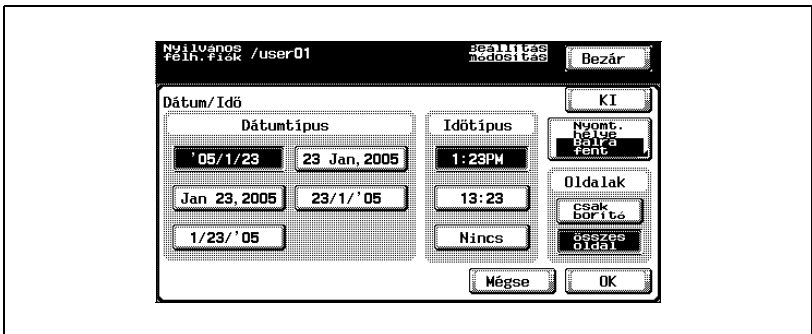 Nyilvános
félh.fiók /user01
Beállítás
módosítás
Bezár
Dátum/Idő
KI
Dátumtípus
Időtípus
Nyomt.
helye
Balra
fent
'05/1/23
23 Jan,2005
1:23PM
Jan 23,2005
23/1/'05
13:23
Oldalak
csak
borító
1/23/'05
Nincs
összes
oldal
Mégse
OK